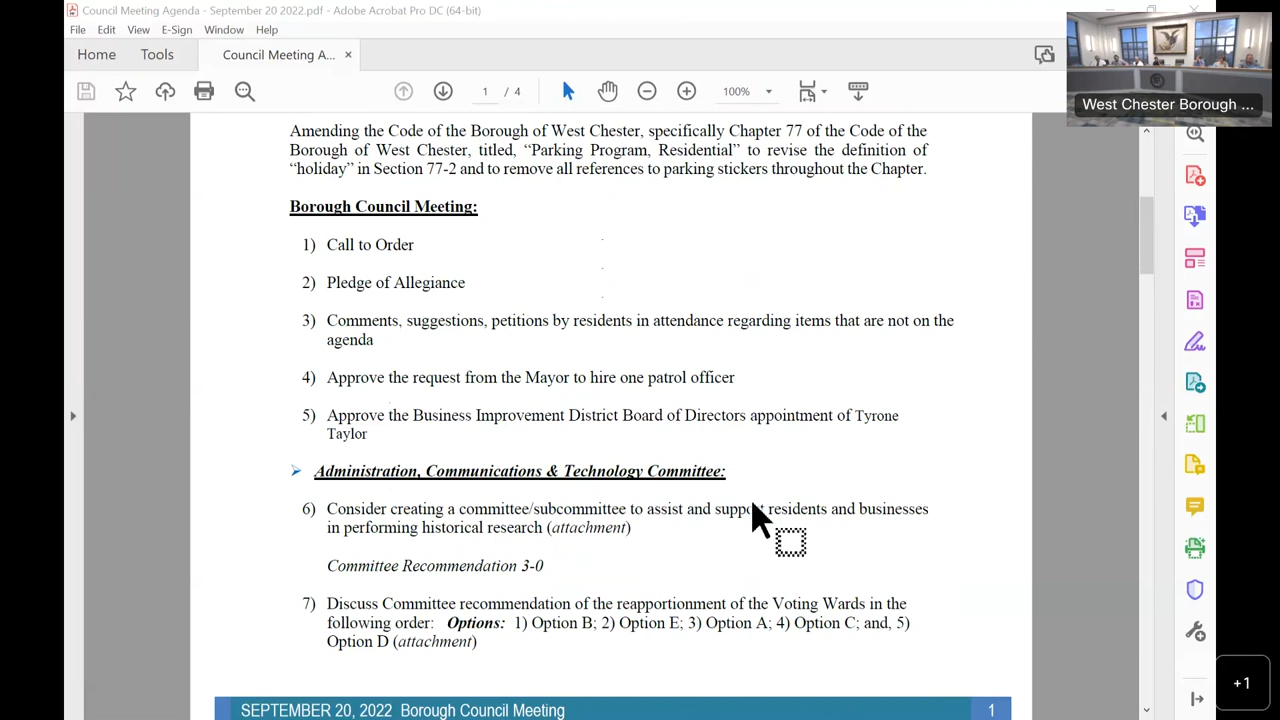 Council Meeting Agenda - September 20 2022.pdf - Adobe Acrobat Pro DC (64-bit)
File Edit View E-Sign Window Help
Home Tools Council Meeting A... ×
1 / 4 100%
West Chester Borough ...
Amending the Code of the Borough of West Chester, specifically Chapter 77 of the Code of the
Borough of West Chester, titled, “Parking Program, Residential” to revise the definition of
“holiday” in Section 77-2 and to remove all references to parking stickers throughout the Chapter.
Borough Council Meeting:
1) Call to Order
2) Pledge of Allegiance
3) Comments, suggestions, petitions by residents in attendance regarding items that are not on the
agenda
4) Approve the request from the Mayor to hire one patrol officer
5) Approve the Business Improvement District Board of Directors appointment of Tyrone
Taylor
Administration, Communications & Technology Committee:
6) Consider creating a committee/subcommittee to assist and support residents and businesses
in performing historical research (attachment)
Committee Recommendation 3-0
7) Discuss Committee recommendation of the reapportionment of the Voting Wards in the
following order: Options: 1) Option B; 2) Option E; 3) Option A; 4) Option C; and, 5)
Option D (attachment)
SEPTEMBER 20, 2022 Borough Council Meeting 1
+1